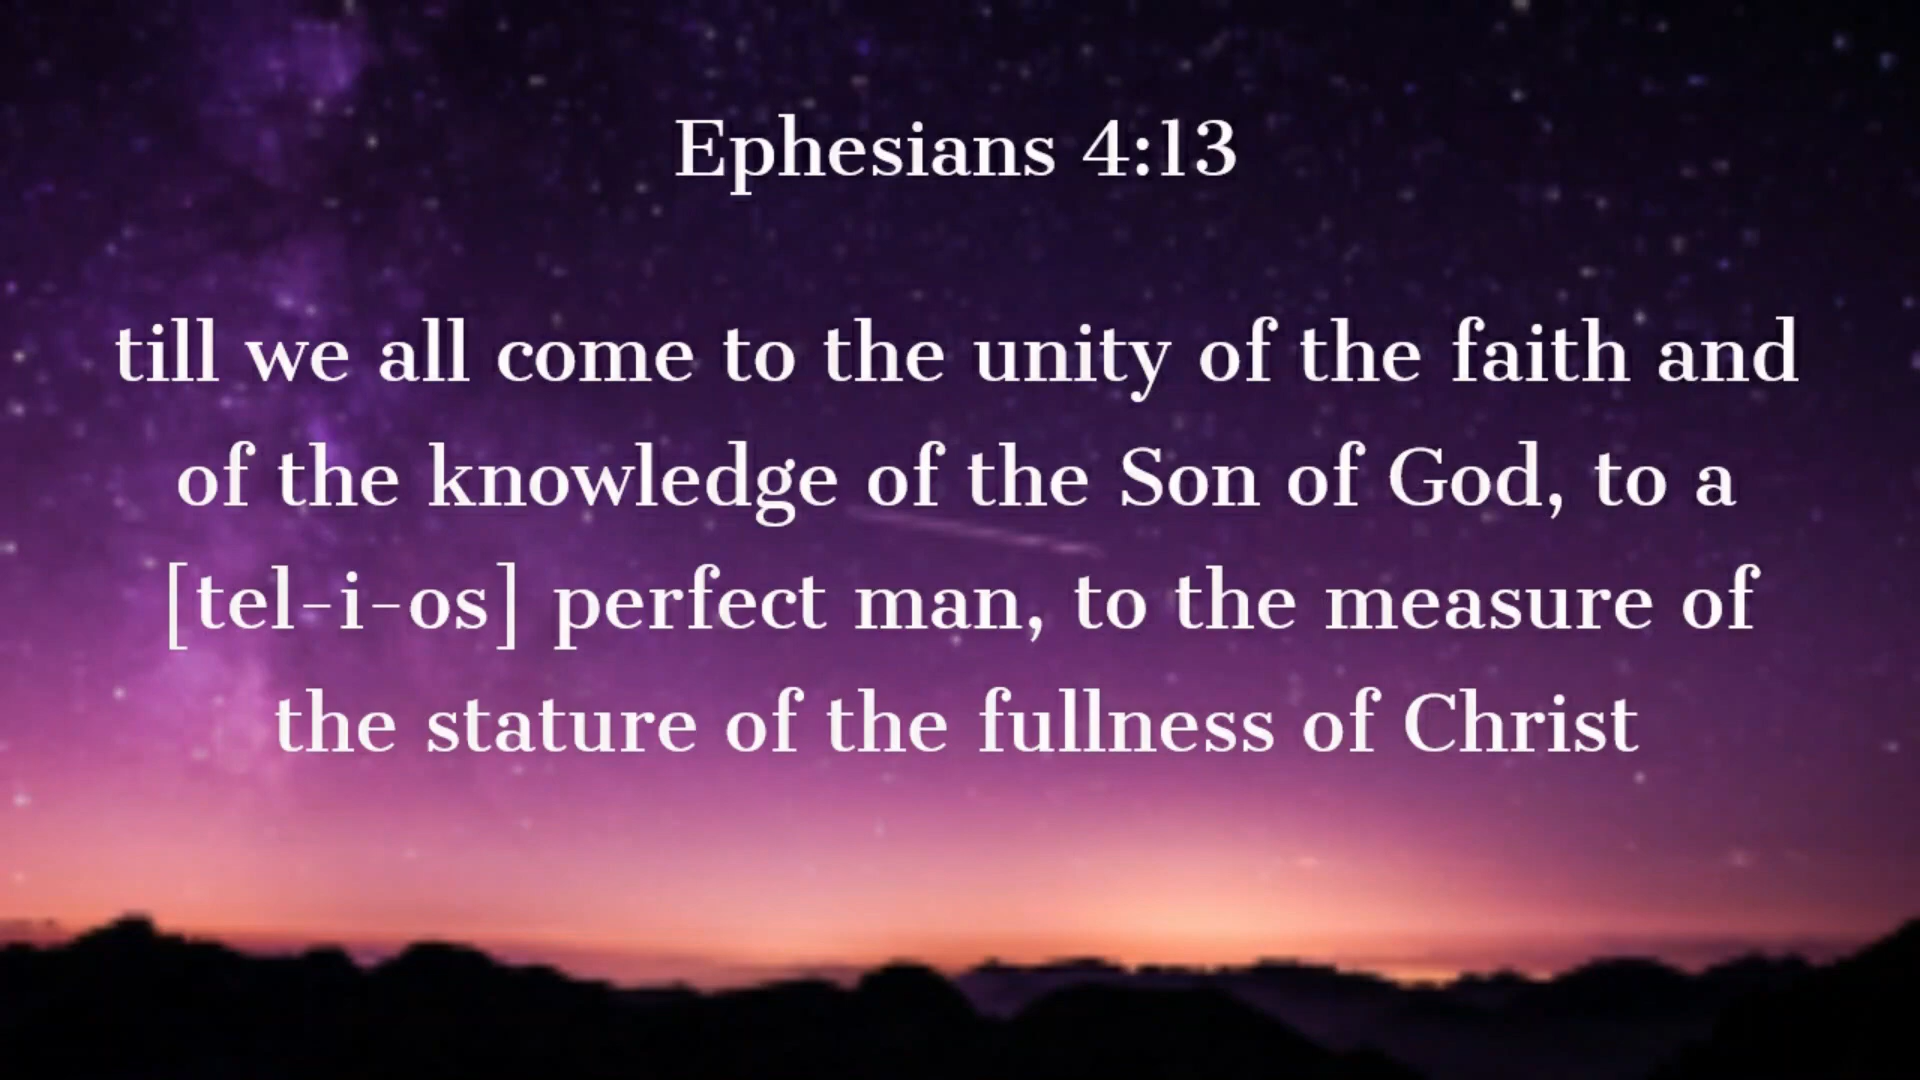 Ephesians 4:13
till we all come to the unity of the faith and
of the knowledge of the Son of God, to a
[tel-i-os] perfect man, to the measure of
the stature of the fullness of Christ